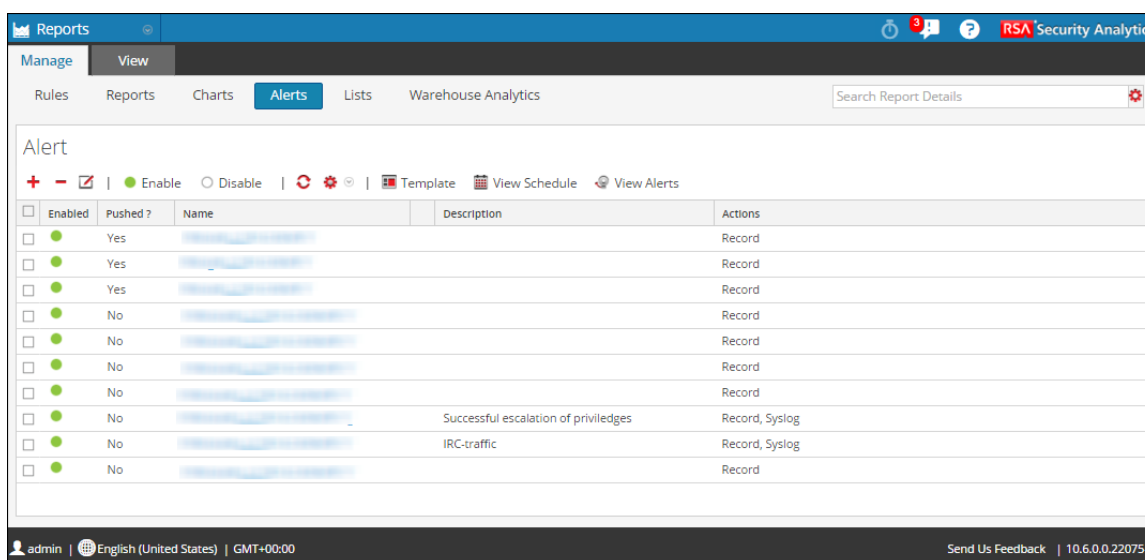 Reports
3
?
RSA Security Analytic
Manage View
Rules Reports Charts Alerts Lists Warehouse Analytics
Search Report Details
Alert
Enable Disable Template View Schedule View Alerts
Enabled Pushed ? Name Description Actions
Yes Record
Yes Record
Yes Record
No Record
No Record
No Record
No Record
No Successful escalation of priviledges Record, Syslog
No IRC-traffic Record, Syslog
No Record
admin | English (United States) | GMT+00:00 Send Us Feedback | 10.6.0.0.22075